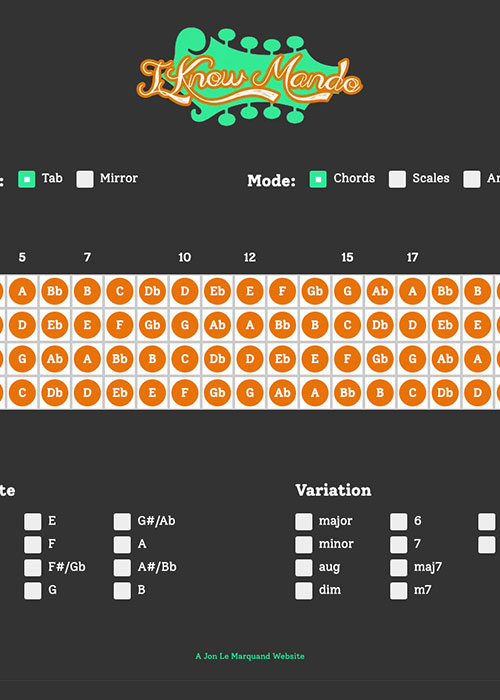 I Know Mando
: Tab Mirror Mode: Chords Scales Ar
5 7 10 12 15 17
A Bb B C Db D Eb E F Gb G Ab A Bb B
D Eb E F Gb G Ab A Bb B C Db D Eb E
G Ab A Bb B C Db D Eb E F Gb G Ab A
C Db D Eb E F Gb G Ab A Bb B C Db D
te Variation
E G#/Ab major 6
F A minor 7
F#/Gb A#/Bb aug maj7
G B dim m7
A Jon Le Marquand Website